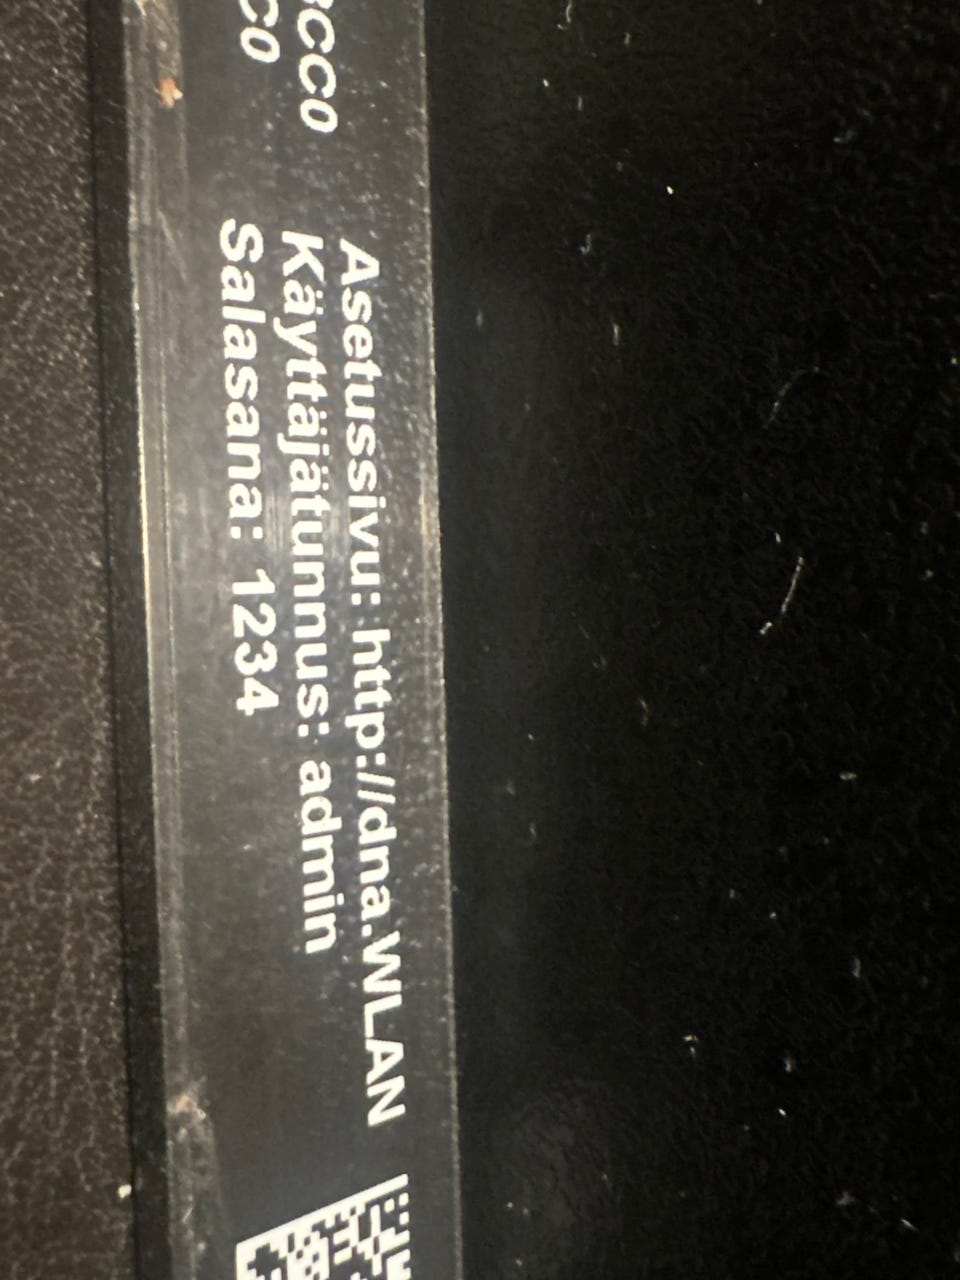 Asetussivu: http://dna.WLAN
Käyttäjätunnus: admin
Salasana: 1234